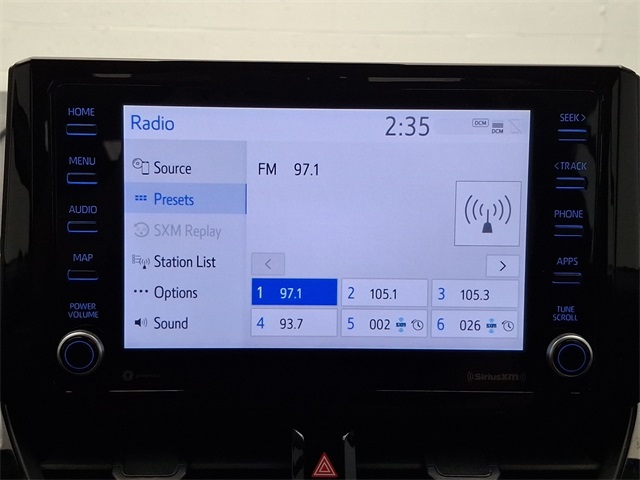 HOME
MENU
AUDIO
MAP
POWER
VOLUME
Radio
2:35
DCM
DCM
Source
Presets
SXM Replay
Station List
Options
Sound
FM 97.1
1 97.1
2 105.1
3 105.3
4 93.7
5 002
6 026
SEEK>
<TRACK
PHONE
APPS
TUNE
SCROLL
SiriusXM